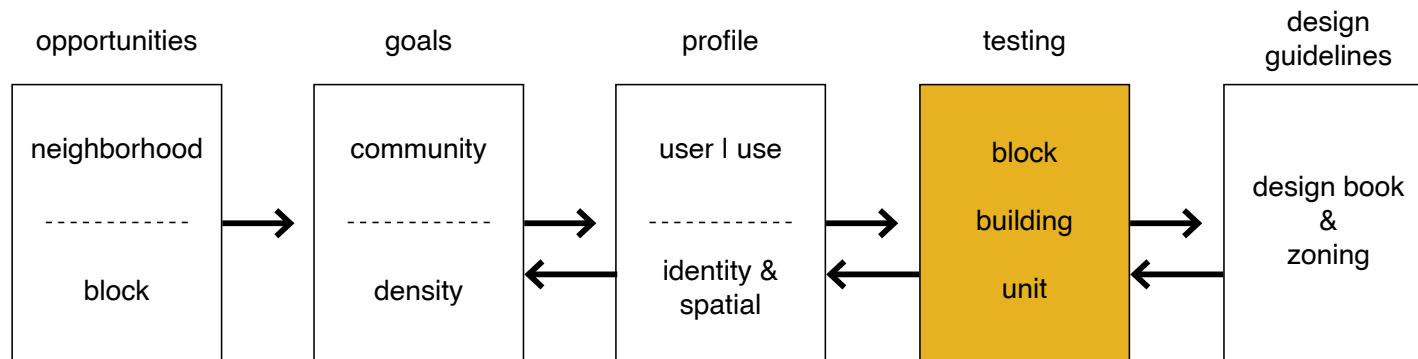 opportunities
neighborhood
block
goals
community
density
profile
user | use
identity &
spatial
testing
block
building
unit
design
guidelines
design book
&
zoning